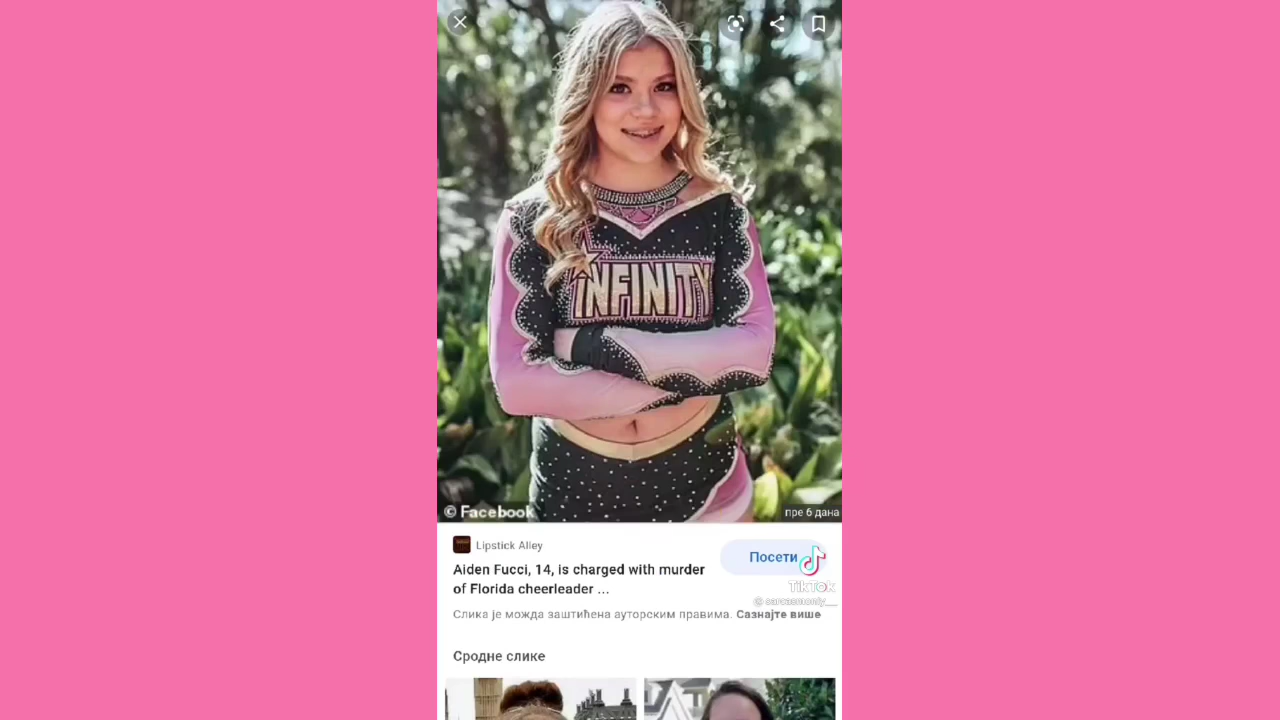 INFINITY
© Facebook
пре 6 дана
Lipstick Alley
Посети
Aiden Fucci, 14, is charged with murder
of Florida cheerleader ...
TikTok
Слика је можда заштићена ауторским правима. Сазнајте више
Сродне слике